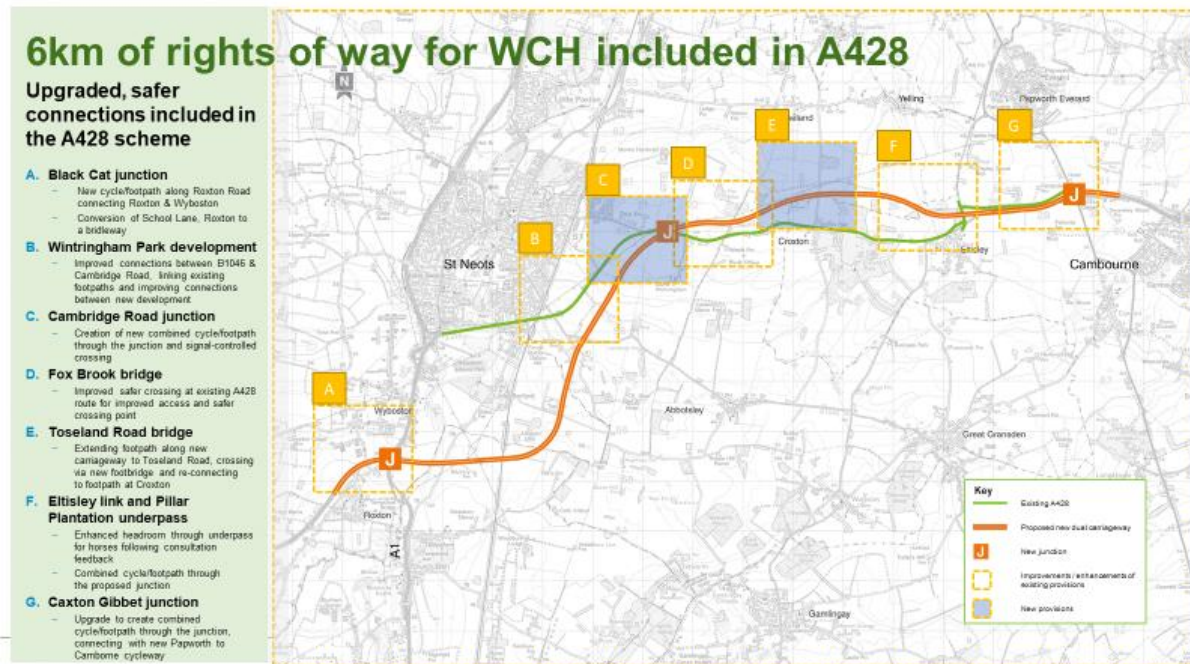 6km of rights of way for WCH included in A428
Upgraded, safer
connections included in
the A428 scheme
A. Black Cat junction
– New cycle/footpath along Roxton Road
connecting Roxton & Wyboston
– Conversion of School Lane, Roxton to
a bridleway
B. Wintringham Park development
– Improved connections between B1046 &
Cambridge Road, linking existing
footpaths and improving connections
between new development
C. Cambridge Road junction
– Creation of new combined cycle/footpath
through the junction and signal-controlled
crossing
D. Fox Brook bridge
– Improved safer crossing at existing A428
route for improved access and safer
crossing point
E. Toseland Road bridge
– Extending footpath along new
carriageway to Toseland Road, crossing
via new footbridge and re-connecting
to footpath at Croxton
F. Eltisley link and Pillar
Plantation underpass
– Enhanced headroom through underpass
for horses following consultation
feedback
– Combined cycle/footpath through
the proposed junction
G. Caxton Gibbet junction
– Upgrade to create combined
cycle/footpath through the junction,
connecting with new Papworth to
Camborne cycleway
N
Yelling
Papworth Everard
E
G
F
D
C
J
B
J
St Neots
Croxton
Eltisley
Cambourne
A
Wyboston
Abbotsley
Great Gransden
J
Roxton
A1
Gamlingay
Key
Existing A428
Proposed new dual carriageway
J New junction
Improvements / enhancements of
existing provisions
New provisions